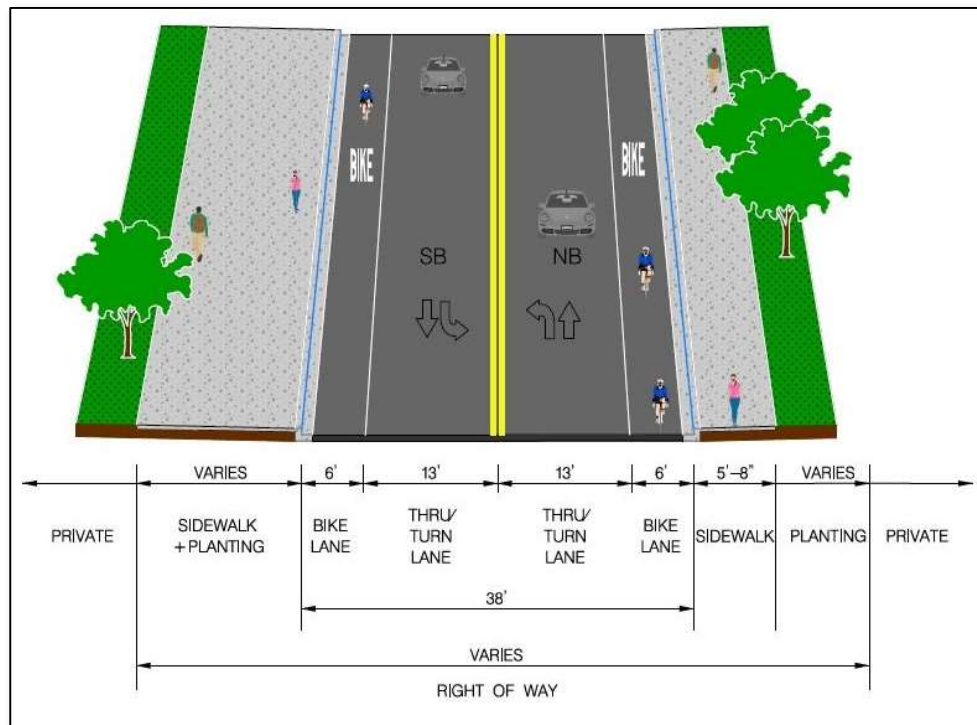 BIKE
BIKE
SB
NB
VARIES
6'
13'
13'
6'
5'-8"
VARIES
PRIVATE
SIDEWALK
+PLANTING
BIKE
LANE
THRU/
TURN
LANE
THRU/
TURN
LANE
BIKE
LANE
SIDEWALK
PLANTING
PRIVATE
38'
VARIES
RIGHT OF WAY